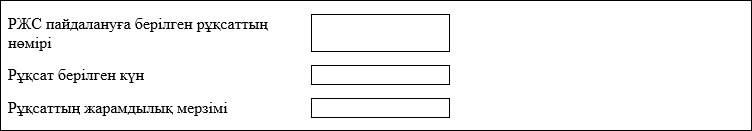 РЖС пайдалануға берілген рұқсаттың
нөмірі
Рұқсат берілген күн
Рұқсаттың жарамдылық мерзімі